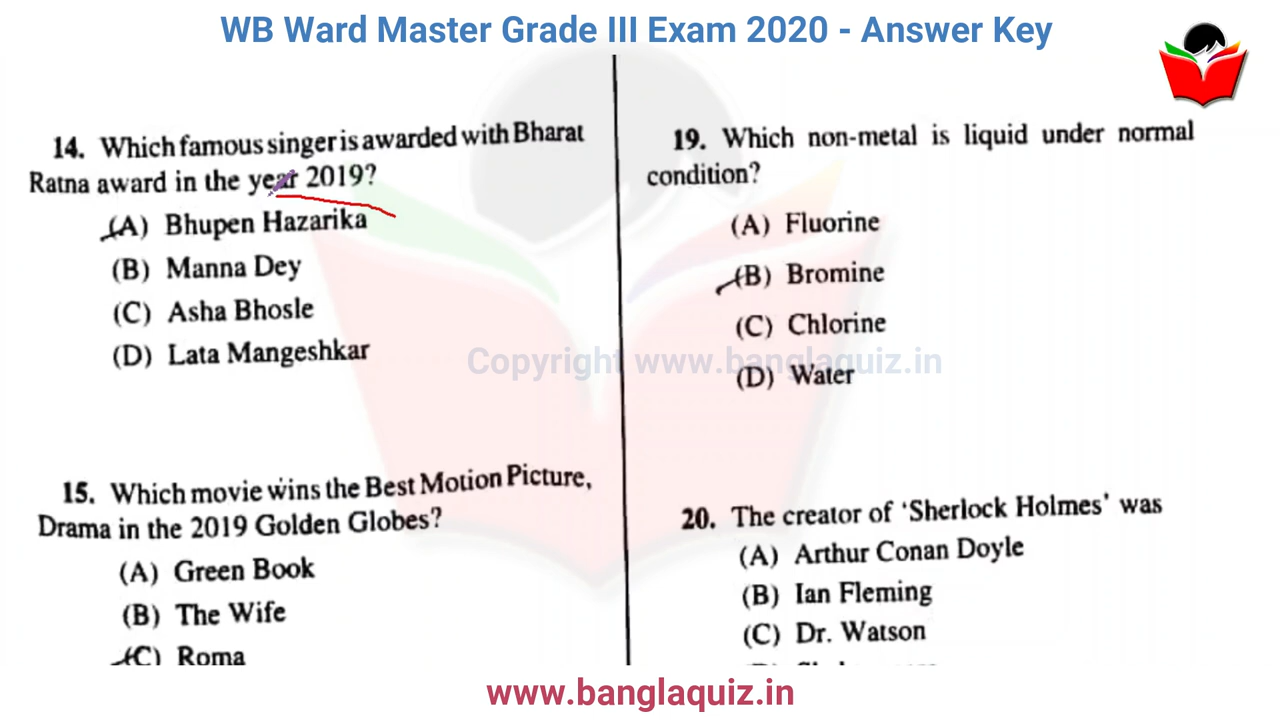 WB Ward Master Grade III Exam 2020 - Answer Key
14. Which famous singer is awarded with Bharat
Ratna award in the year 2019?
(A) Bhupen Hazarika
(B) Manna Dey
(C) Asha Bhosle
(D) Lata Mangeshkar
15. Which movie wins the Best Motion Picture,
Drama in the 2019 Golden Globes?
(A) Green Book
(B) The Wife
(C) Roma
19. Which non-metal is liquid under normal
condition?
(A) Fluorine
(B) Bromine
(C) Chlorine
(D) Water
20. The creator of ‘Sherlock Holmes’ was
(A) Arthur Conan Doyle
(B) Ian Fleming
(C) Dr. Watson
Copyright www.banglaquiz.in
www.banglaquiz.in